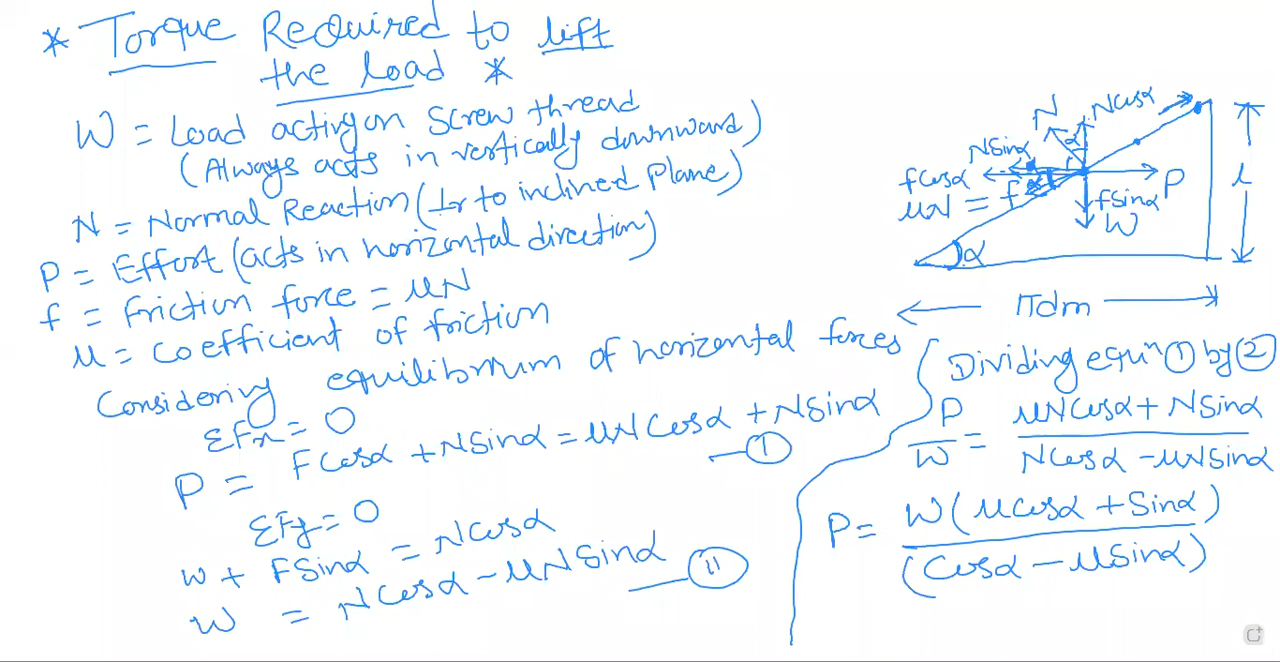 * Torque Required to lift
the load *
W = Load acting on screw thread
(Always acts in vertically downward)
N = Normal Reaction (⊥r to inclined Plane)
P = Effort (acts in horizontal direction)
f = Friction force = μN
μ = Coefficient of friction
Considering equilibrium of horizontal forces
ΣFx = 0
P = Fcosα + Nsinα = μNcosα + Nsinα
— ①
ΣFy = 0
W + Fsinα = Ncosα
W = Ncosα - μNsinα — ⑪
N
Ncosα
α
Nsinα
fcosα
P
μN = f
α
fsinα
W
α
l
πdm
Dividing equⁿ ① by ②
P/W = (μNcosα + Nsinα)/(Ncosα - μNsinα)
P = W(μcosα + Sinα)/(Cosα - μsinα)